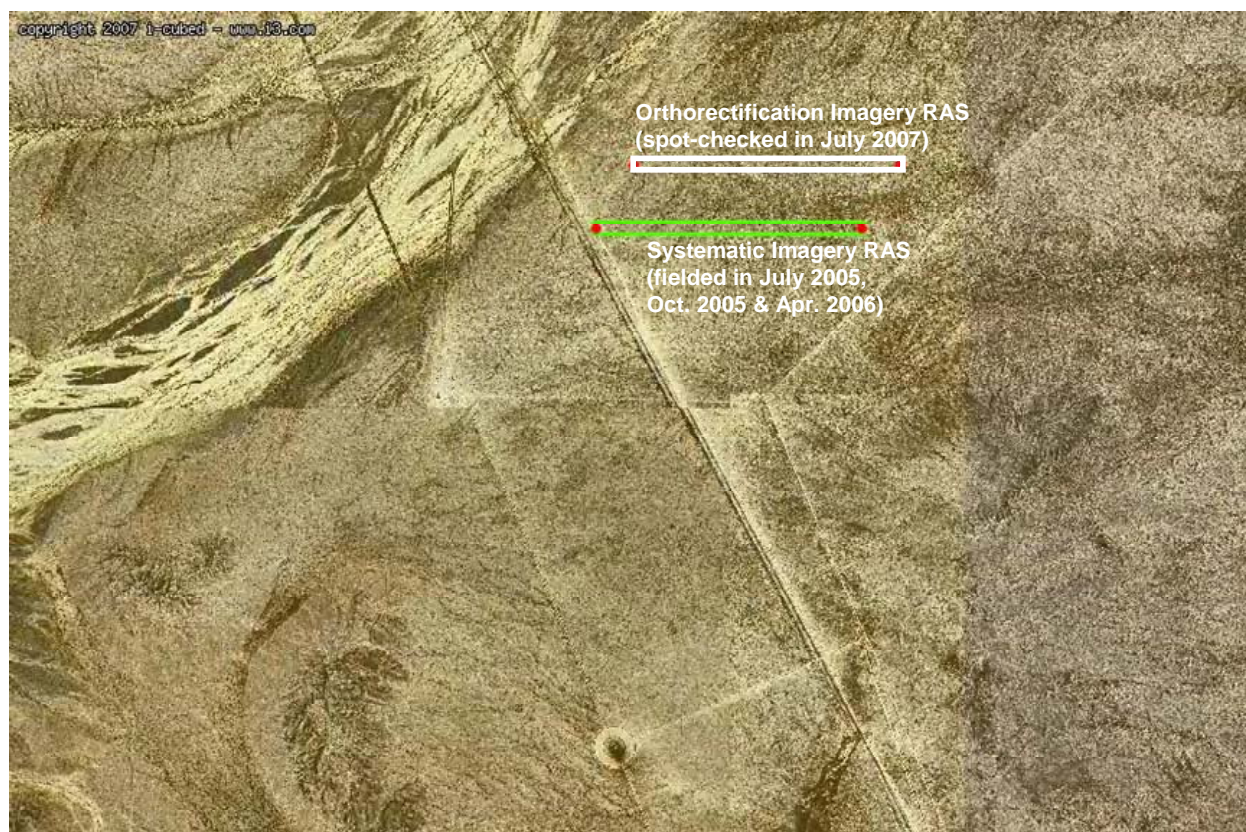 copyright 2007 i-cubed - www.i3.com
Orthorectification Imagery RAS
(spot-checked in July 2007)
Systematic Imagery RAS
(fielded in July 2005,
Oct. 2005 & Apr. 2006)